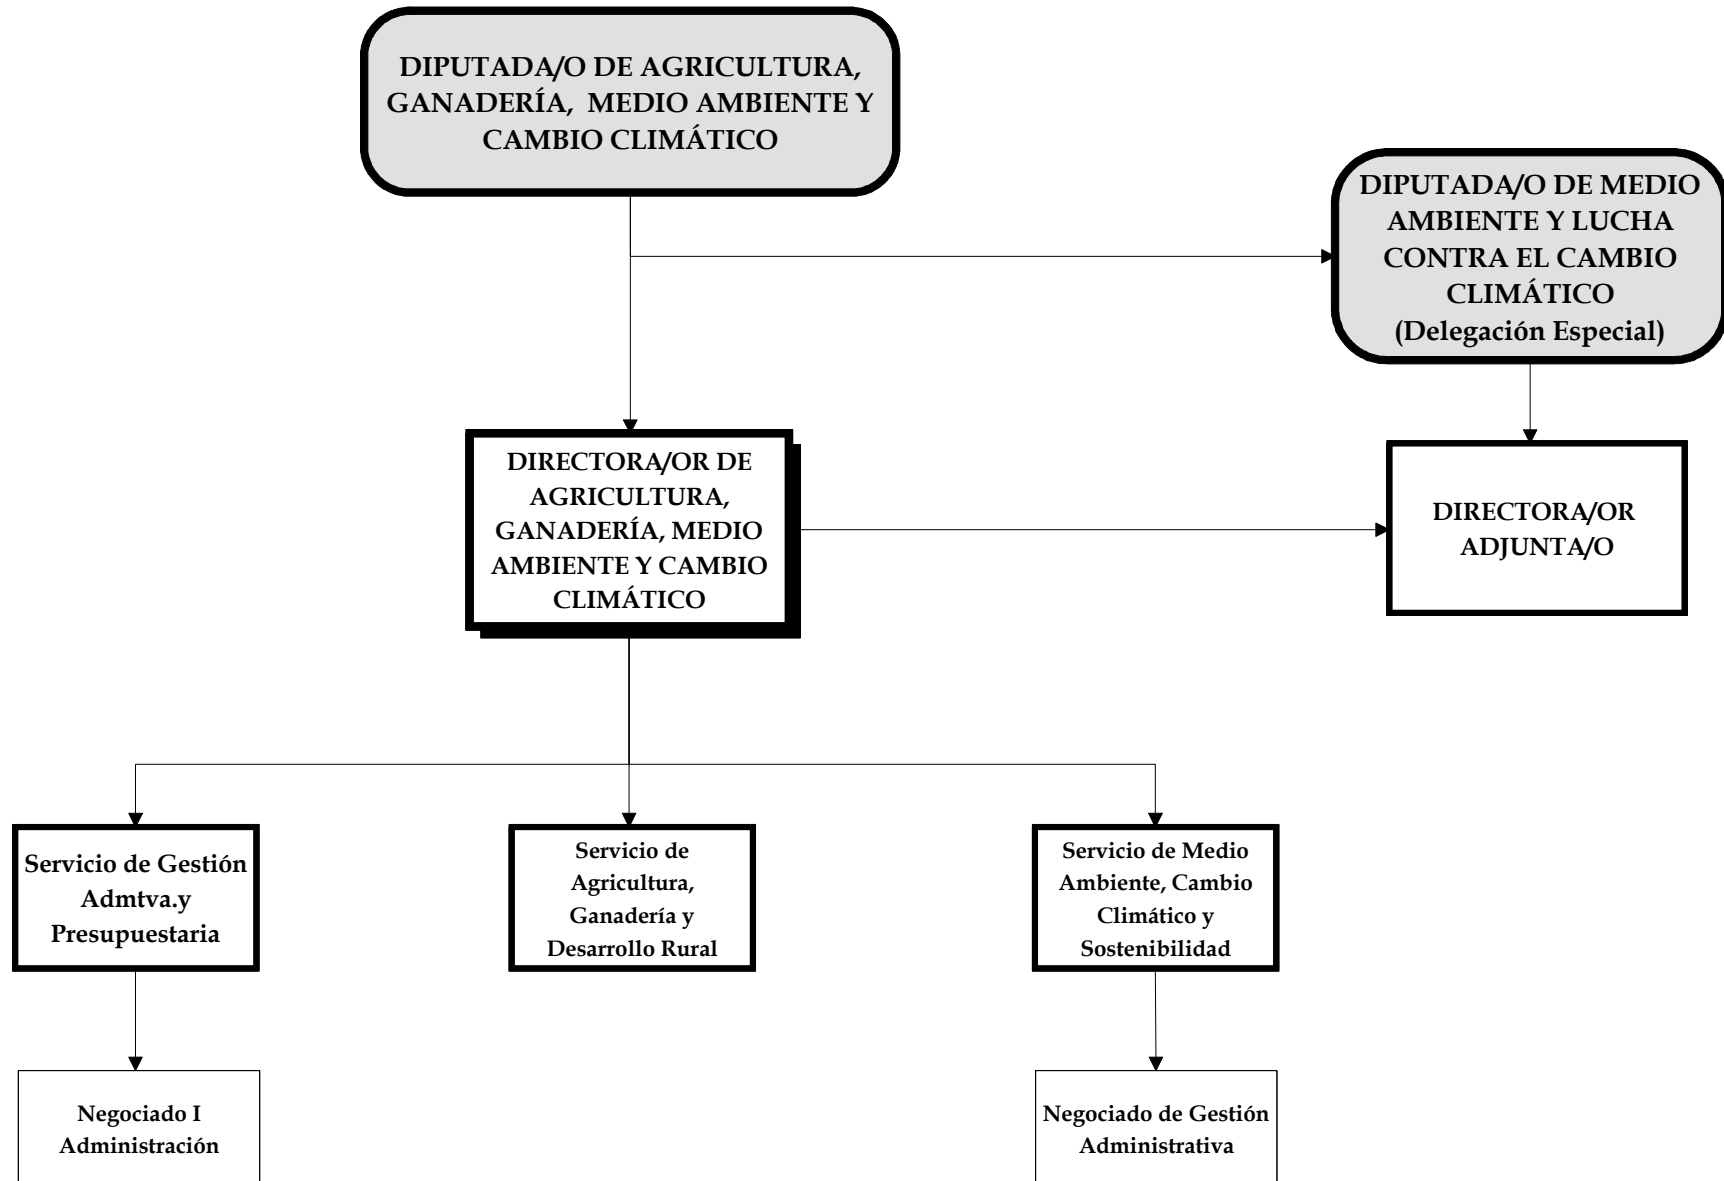 DIPUTADA/O DE AGRICULTURA,
GANADERÍA, MEDIO AMBIENTE Y
CAMBIO CLIMÁTICO
DIPUTADA/O DE MEDIO
AMBIENTE Y LUCHA
CONTRA EL CAMBIO
CLIMÁTICO
(Delegación Especial)
DIRECTORA/OR DE
AGRICULTURA,
GANADERÍA, MEDIO
AMBIENTE Y CAMBIO
CLIMÁTICO
DIRECTORA/OR
ADJUNTA/O
Servicio de Gestión
Admtva.y
Presupuestaria
Servicio de
Agricultura,
Ganadería y
Desarrollo Rural
Servicio de Medio
Ambiente, Cambio
Climático y
Sostenibilidad
Negociado I
Administración
Negociado de Gestión
Administrativa